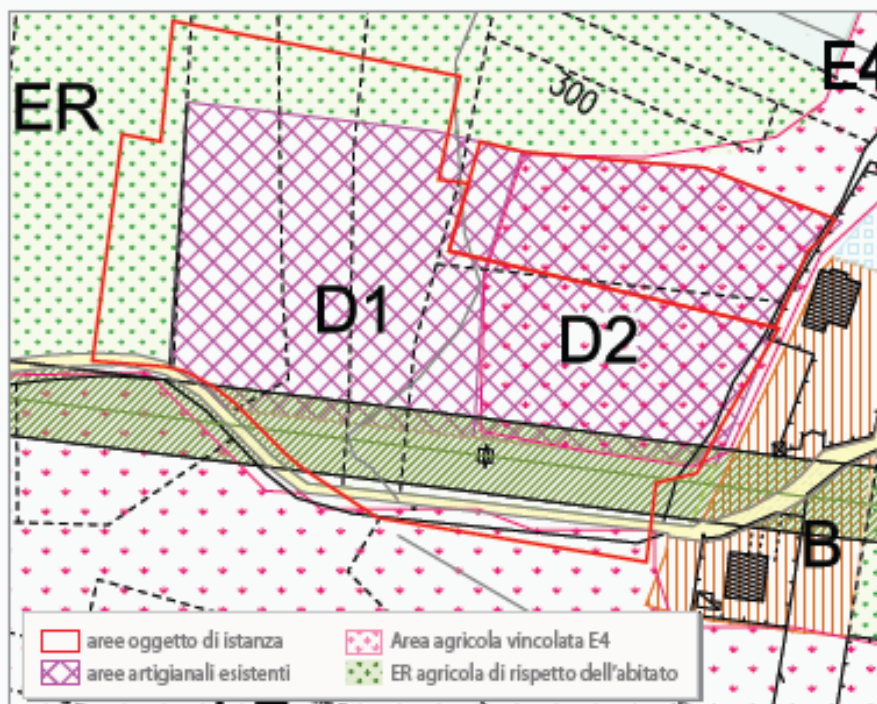 E4
ER
300
D1
D2
B
aree oggetto di istanza
Area agricola vincolata E4
aree artigianali esistenti
ER agricola di rispetto dell'abitato